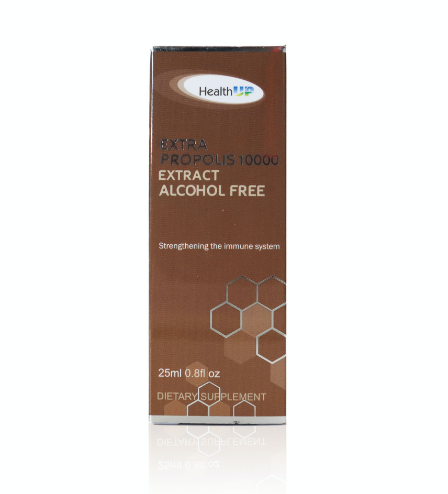 HealthUP
EXTRA
PROPOLIS 10000
EXTRACT
ALCOHOL FREE
Strengthening the immune system
25ml 0.8fl oz
DIETARY SUPPLEMENT